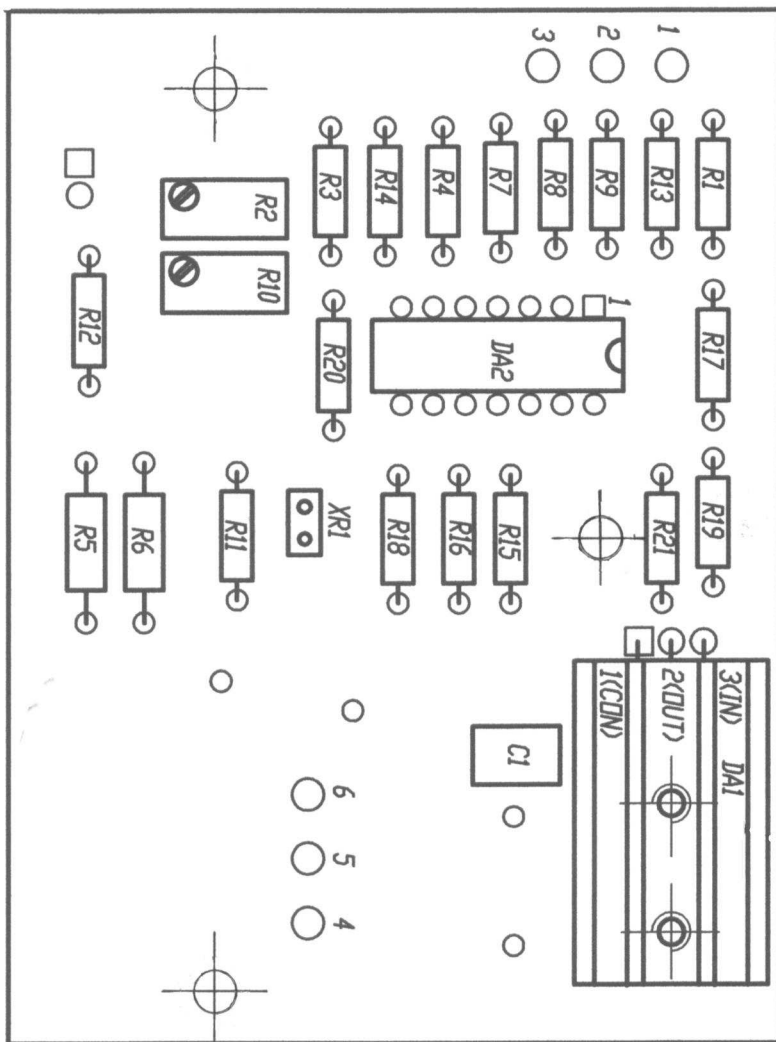 3 2 1
R3 R14 R4 R7 R8 R9 R13 R1
R2
R10
R12
R20
1
DA2
R17
R5 R6 R11 XR1 R18 R16 R15 R21 R19
1(CON)
2(OUT)
3(IN)
DA1
C1
6
5
4